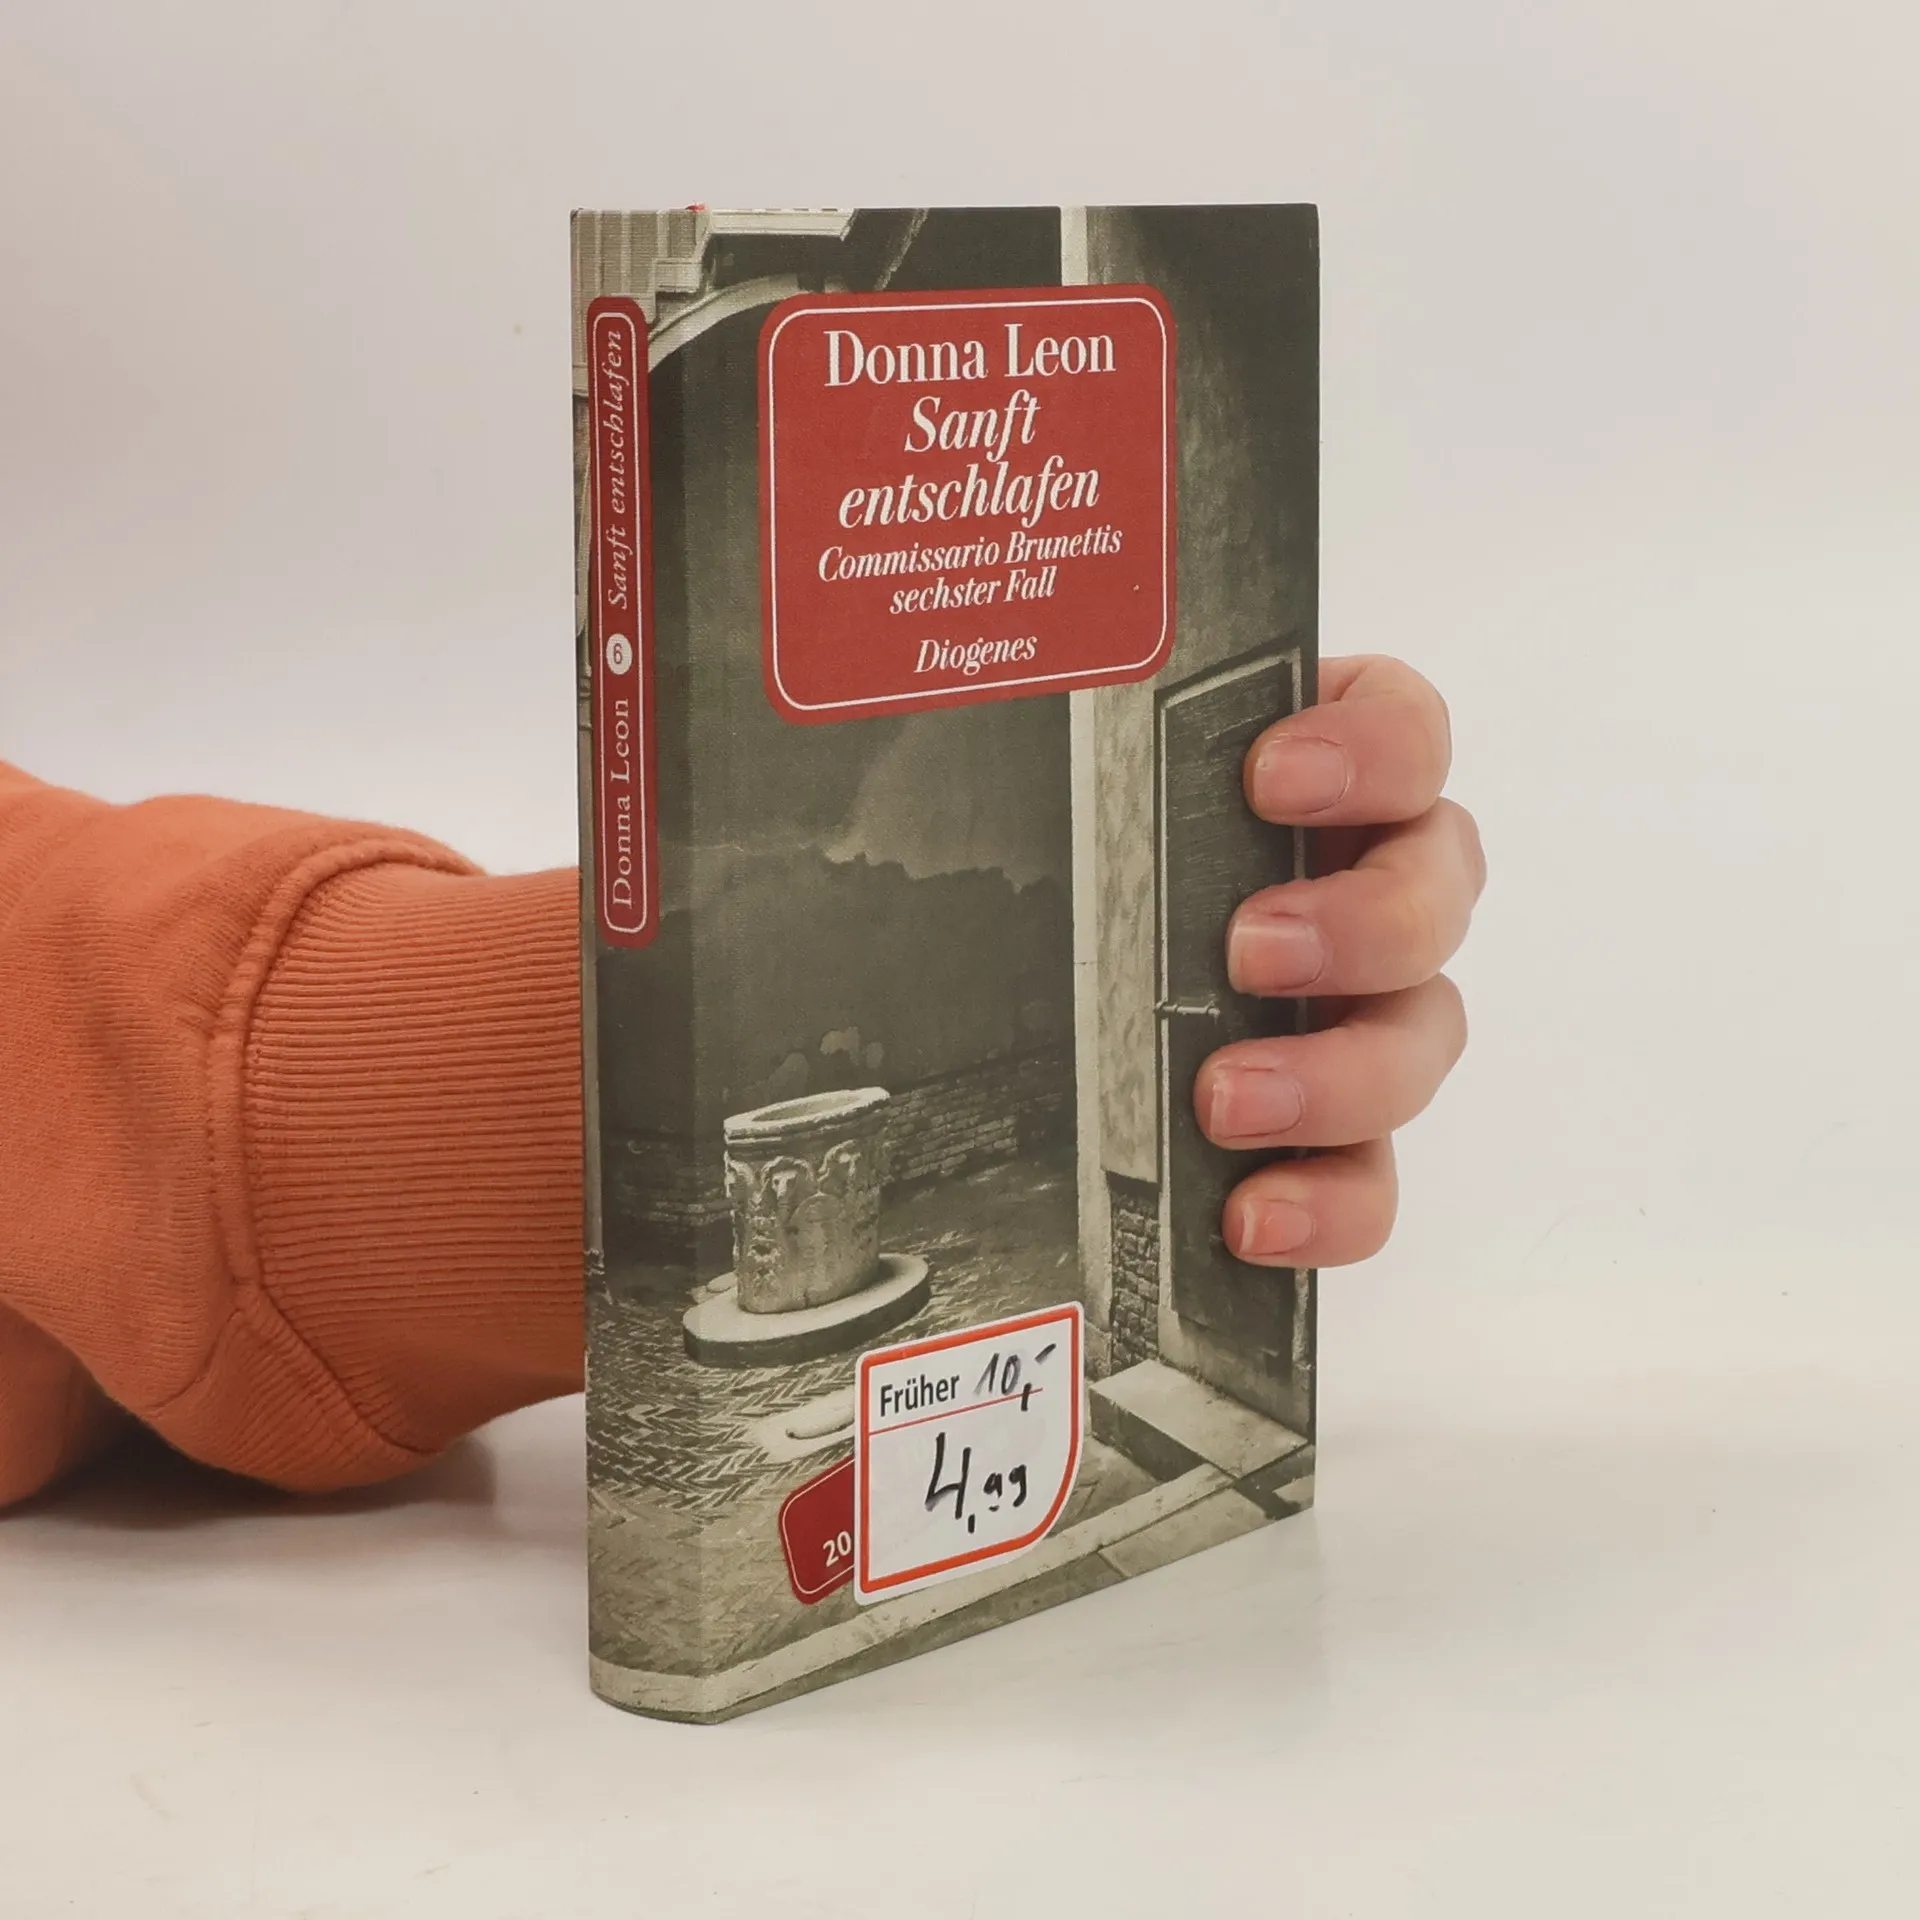 Donna Leon
Sanft
entschlafen
Commissario Brunettis
sechster Fall
Diogenes
Donna Leon 6 Sanft entschlafen
Früher 10,-
4,99
20